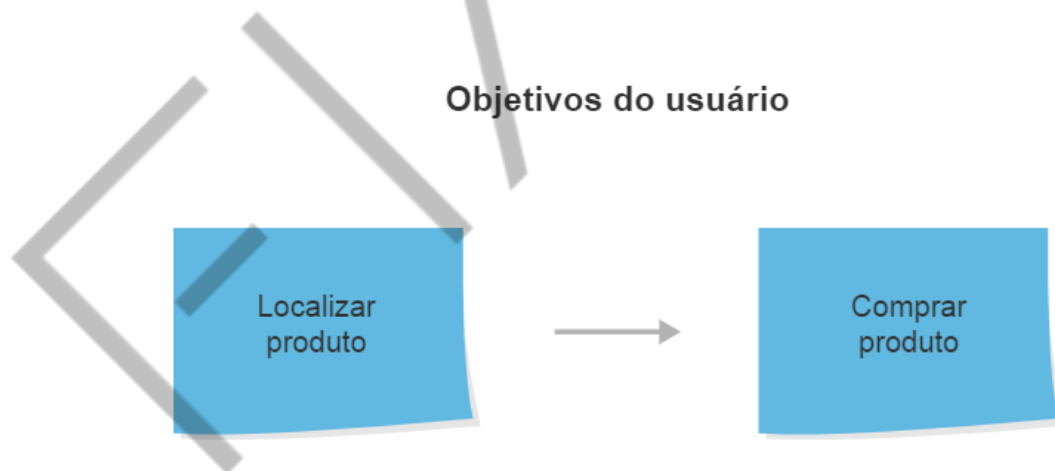 Objetivos do usuário
Localizar
produto
Comprar
produto